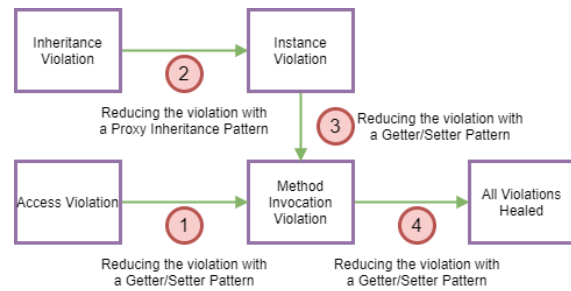 Inheritance
Violation
Instance
Violation
2
Reducing the violation with
a Proxy Inheritance Pattern
3
Reducing the violation with
a Getter/Setter Pattern
Access Violation
Method
Invocation
Violation
All Violations
Healed
1
4
Reducing the violation with
a Getter/Setter Pattern
Reducing the violation with
a Getter/Setter Pattern